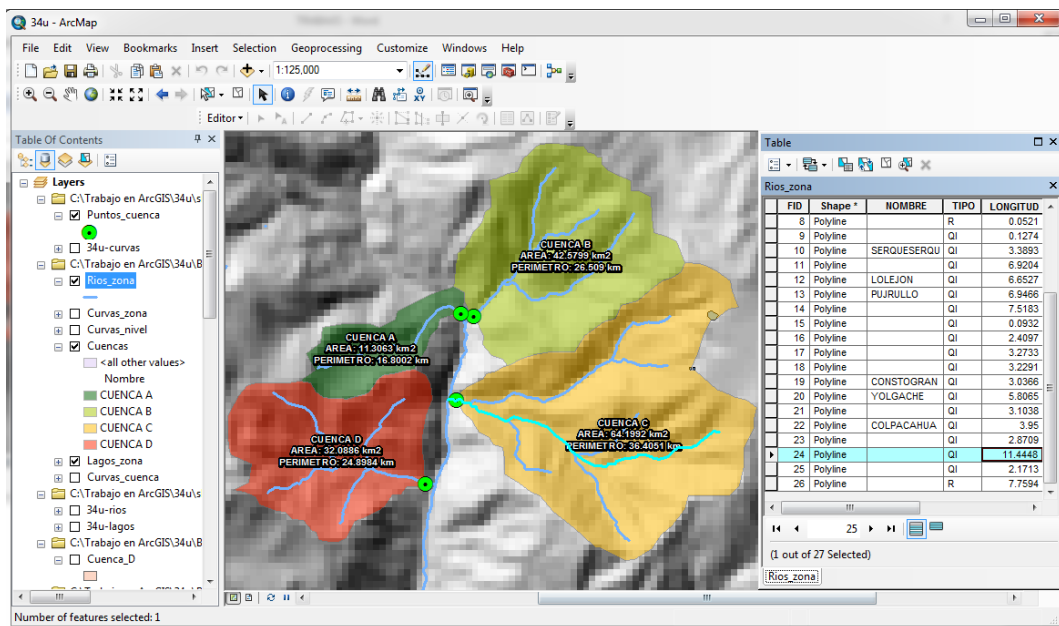 34u - ArcMap
File Edit View Bookmarks Insert Selection Geoprocessing Customize Windows Help
1:125,000
Editor
Table Of Contents
Layers
C:\Trabajo en ArcGIS\34u\s
Puntos_cuenca
34u-curvas
C:\Trabajo en ArcGIS\34u\B
Rios_zona
Curvas_zona
Curvas_nivel
Cuencas
<all other values>
Nombre
CUENCA A
CUENCA B
CUENCA C
CUENCA D
Lagos_zona
Curvas_cuenca
C:\Trabajo en ArcGIS\34u\s
34u-rios
34u-lagos
C:\Trabajo en ArcGIS\34u\B
Cuenca_D
CUENCA B
AREA: 42.5799 km2
PERIMETRO: 26.509 km
CUENCA A
AREA: 11.3063 km2
PERIMETRO: 16.8002 km
CUENCA C
AREA: 64.1992 km2
PERIMETRO: 36.4051 km
CUENCA D
AREA: 32.0886 km2
PERIMETRO: 24.8984 km
Table
Rios_zona
FID Shape * NOMBRE TIPO LONGITUD
8 Polyline R 0.0521
9 Polyline QI 0.1274
10 Polyline SERQUESERQU QI 3.3893
11 Polyline QI 6.9204
12 Polyline LOLEJON QI 6.6527
13 Polyline PUJRULLO QI 6.9466
14 Polyline QI 7.5183
15 Polyline QI 0.0932
16 Polyline QI 2.4097
17 Polyline QI 3.2733
18 Polyline QI 3.2291
19 Polyline CONSTOGRAN QI 3.0366
20 Polyline YOLGACHE QI 5.8065
21 Polyline QI 3.1038
22 Polyline COLPACAHUA QI 3.95
23 Polyline QI 2.8709
24 Polyline QI 11.4448
25 Polyline QI 2.1713
26 Polyline R 7.7594
25
(1 out of 27 Selected)
Rios_zona
Number of features selected: 1